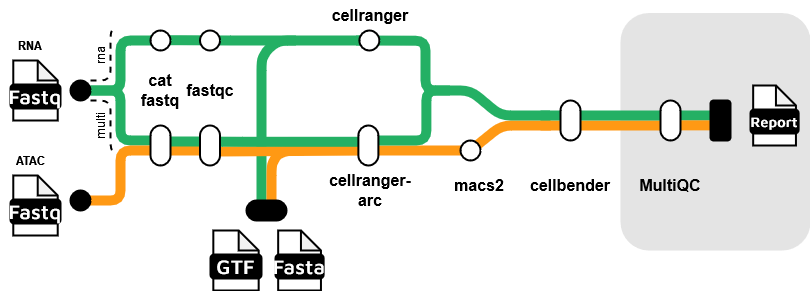 cellranger
RNA
rna
Fastq
cat
fastq
fastqc
multi
Report
ATAC
Fastq
cellranger-
arc
macs2
cellbender
MultiQC
GTF
Fasta